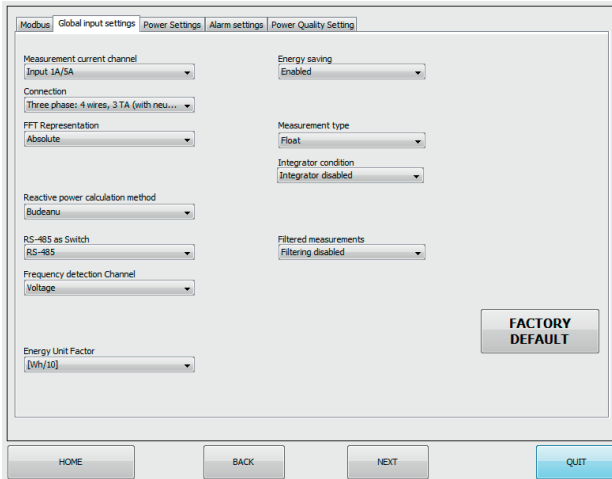 Modbus Global input settings Power Settings Alarm settings Power Quality Setting
Measurement current channel
Input 1A/5A
Connection
Three phase: 4 wires, 3 TA (with neu...
FFT Representation
Absolute
Reactive power calculation method
Budeanu
RS-485 as Switch
RS-485
Frequency detection Channel
Voltage
Energy Unit Factor
[Wh/10]
Energy saving
Enabled
Measurement type
Float
Integrator condition
Integrator disabled
Filtered measurements
Filtering disabled
FACTORY
DEFAULT
HOME BACK NEXT QUIT